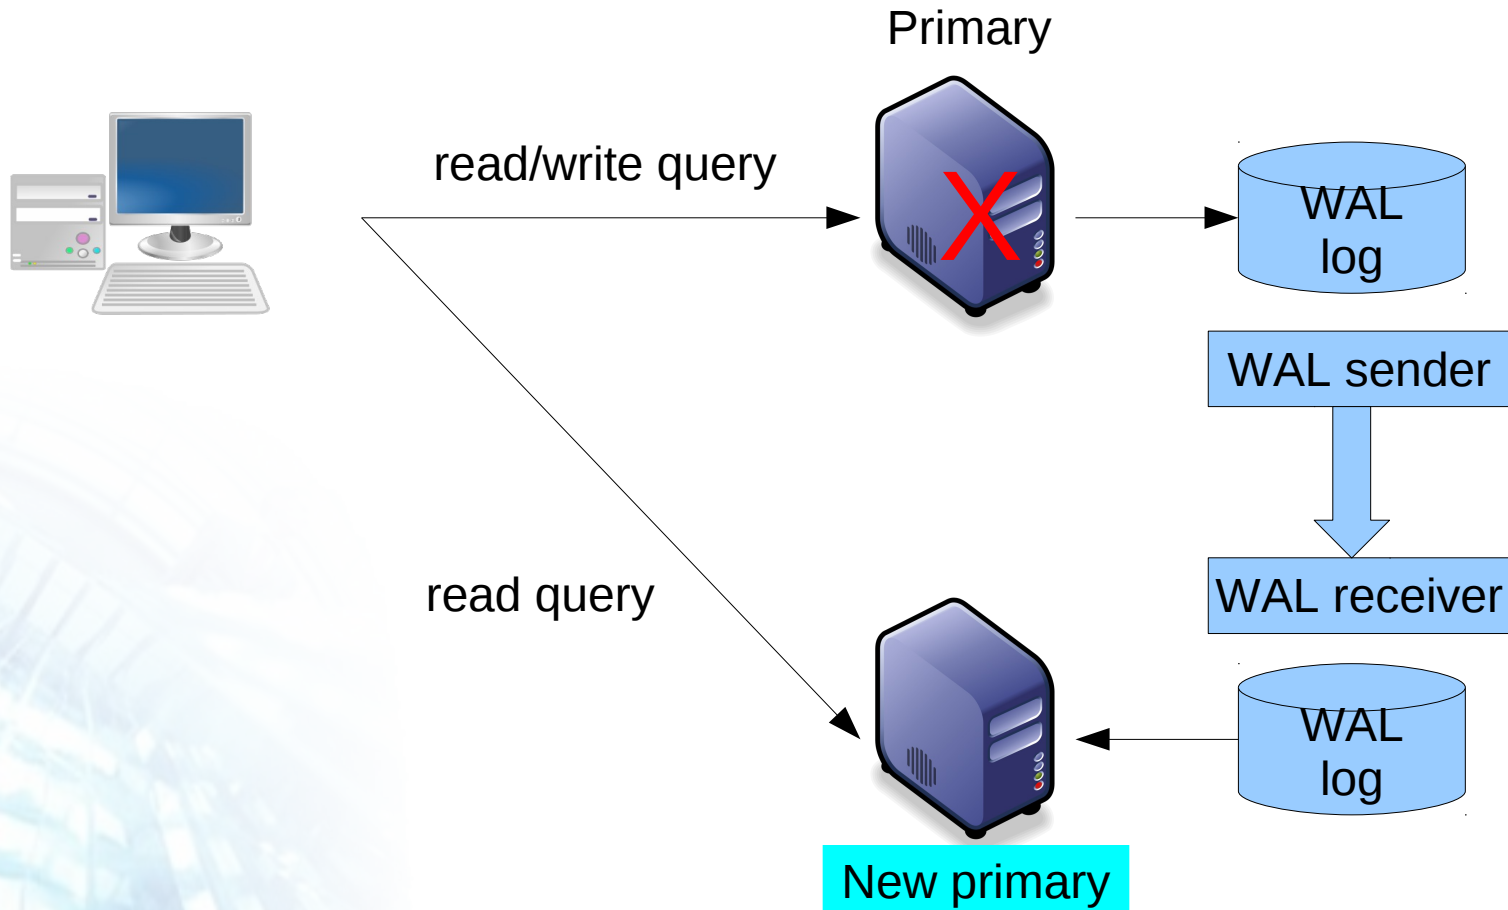 Primary
read/write query
X
WAL
log
WAL sender
read query
WAL receiver
WAL
log
New primary